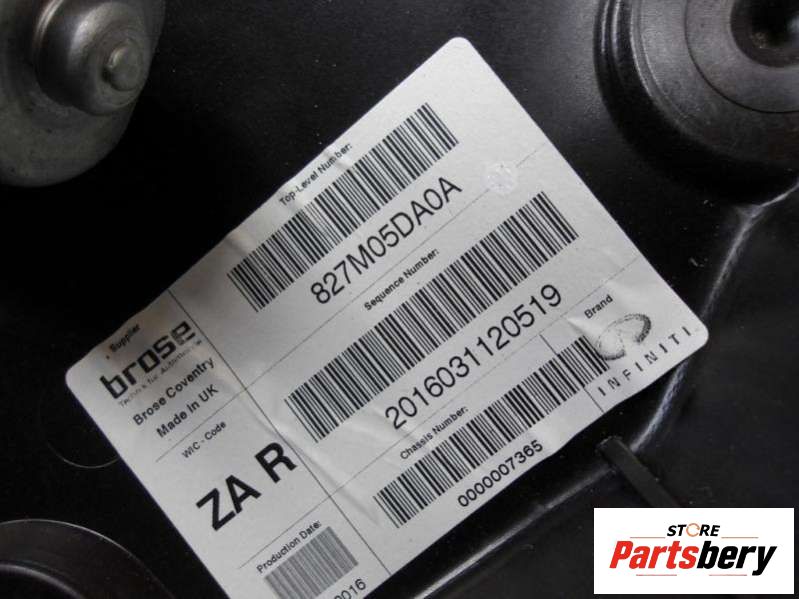 Supplier
brose
Technik für Automobile
Brose Coventry
Made in UK
WIC - Code
ZA R
Production Date:
0016
Top-Level Number:
827M05DA0A
Sequence Number:
2016031120519
Chassis Number:
0000007365
Brand
INFINITI
STORE
Partsbery